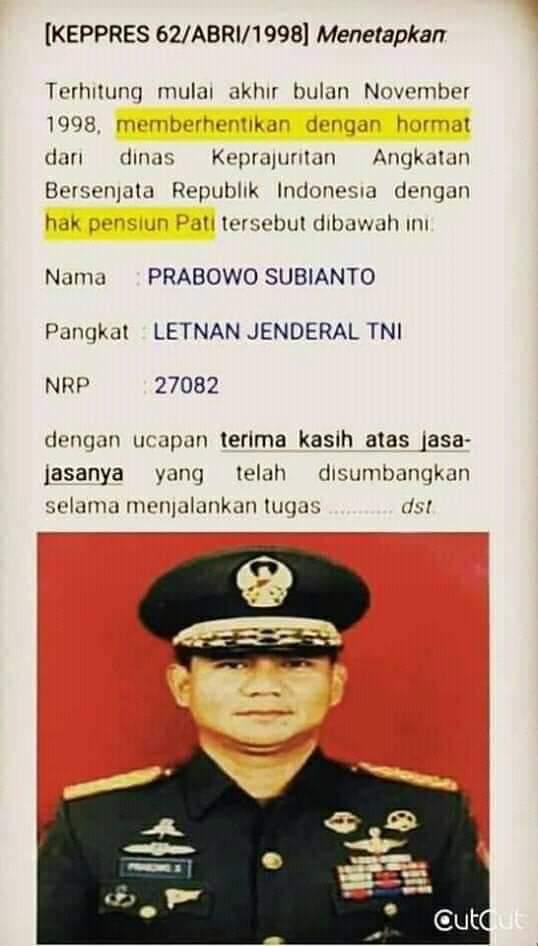 [KEPPRES 62/ABRI/1998] Menetapkan:
Terhitung mulai akhir bulan November
1998, memberhentikan dengan hormat
dari dinas Keprajuritan Angkatan
Bersenjata Republik Indonesia dengan
hak pensiun Pati tersebut dibawah ini:
Nama : PRABOWO SUBIANTO
Pangkat : LETNAN JENDERAL TNI
NRP : 27082
dengan ucapan terima kasih atas jasa-
jasanya yang telah disumbangkan
selama menjalankan tugas ........... dst.
PRABOWO S
CutCut